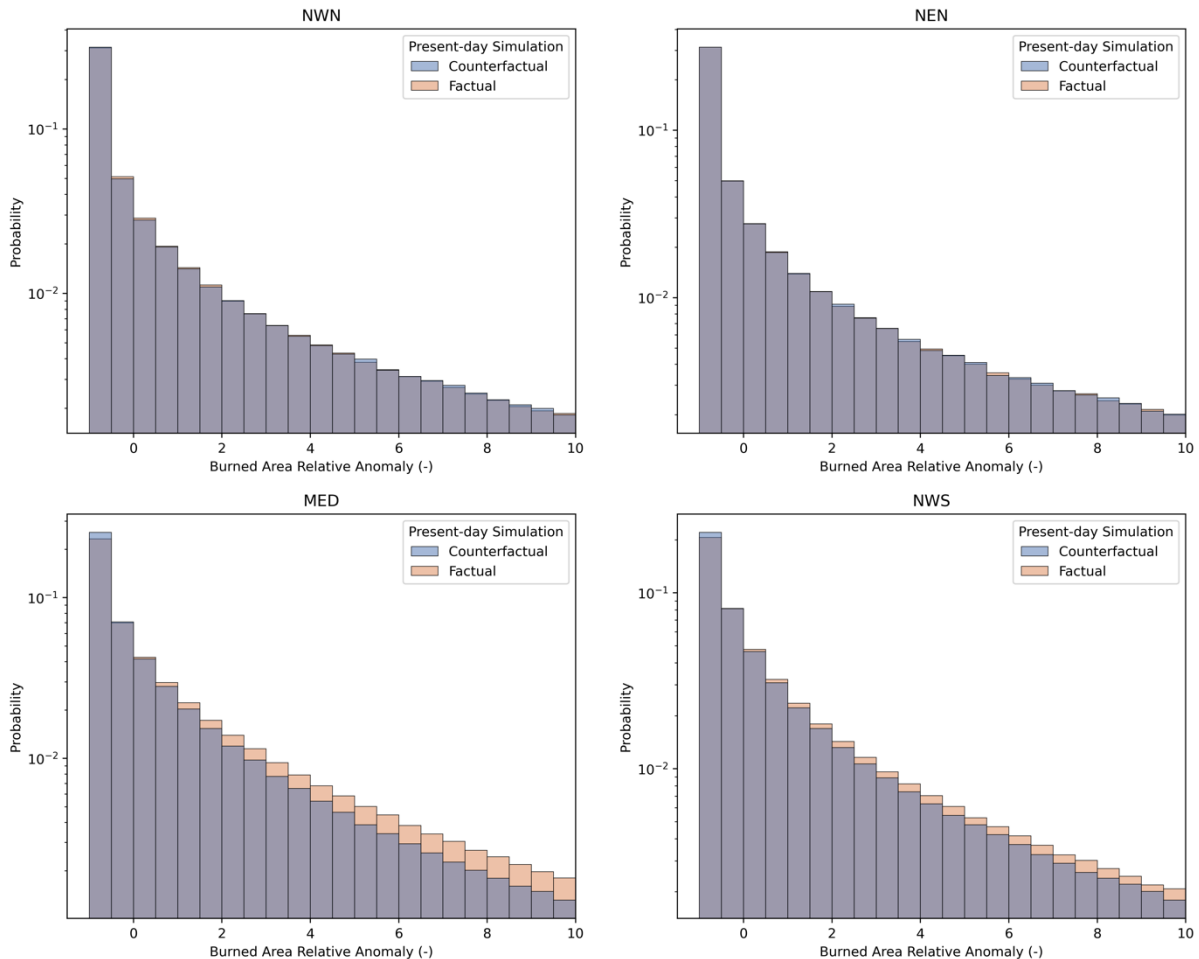 NWN
Present-day Simulation
Counterfactual
Factual
Probability
10⁻¹
10⁻²
0 2 4 6 8 10
Burned Area Relative Anomaly (-)
NEN
Present-day Simulation
Counterfactual
Factual
Probability
10⁻¹
10⁻²
0 2 4 6 8 10
Burned Area Relative Anomaly (-)
MED
Present-day Simulation
Counterfactual
Factual
Probability
10⁻¹
10⁻²
0 2 4 6 8 10
Burned Area Relative Anomaly (-)
NWS
Present-day Simulation
Counterfactual
Factual
Probability
10⁻¹
10⁻²
0 2 4 6 8 10
Burned Area Relative Anomaly (-)